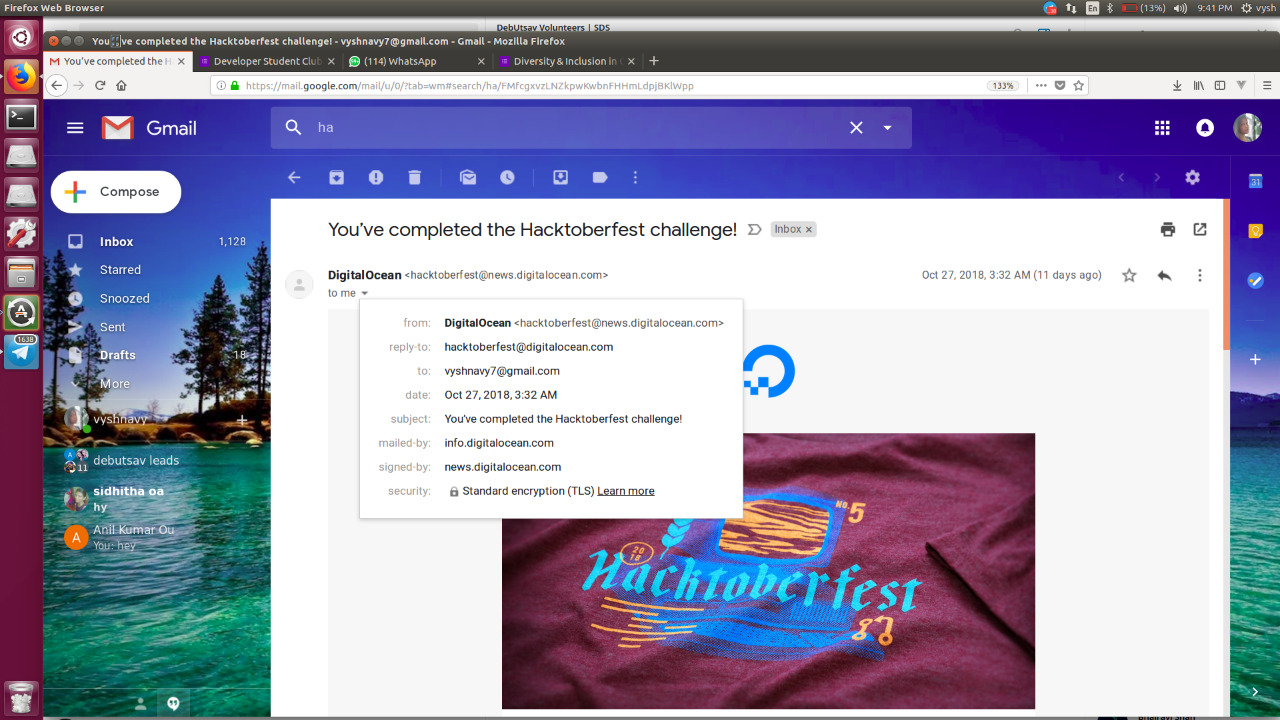 Firefox Web Browser
En
(13%)
9:41 PM
vysh
DebUtsav Volunteers | SDS
You've completed the Hacktoberfest challenge! - vyshnavy7@gmail.com - Gmail - Mozilla Firefox
You've completed the H
Developer Student Club
(114) WhatsApp
Diversity & Inclusion in
https://mail.google.com/mail/u/0/?tab=wm#search/ha/FMfcgxvzLNZkpwKwbnFHHmLdpjBKlWpp
133%
Gmail
ha
Compose
31
You've completed the Hacktoberfest challenge!
Inbox
Inbox
1,128
Starred
DigitalOcean <hacktoberfest@news.digitalocean.com>
Oct 27, 2018, 3:32 AM (11 days ago)
to me
Snoozed
Sent
Drafts
18
More
vyshnavy
debutsav leads
11
sidhitha oa
hy
Anil Kumar Ou
You: hey
A
1638
from: DigitalOcean <hacktoberfest@news.digitalocean.com>
reply-to: hacktoberfest@digitalocean.com
to: vyshnavy7@gmail.com
date: Oct 27, 2018, 3:32 AM
subject: You've completed the Hacktoberfest challenge!
mailed-by: info.digitalocean.com
signed-by: news.digitalocean.com
security: Standard encryption (TLS) Learn more
NO. 5
2018
Hacktoberfest